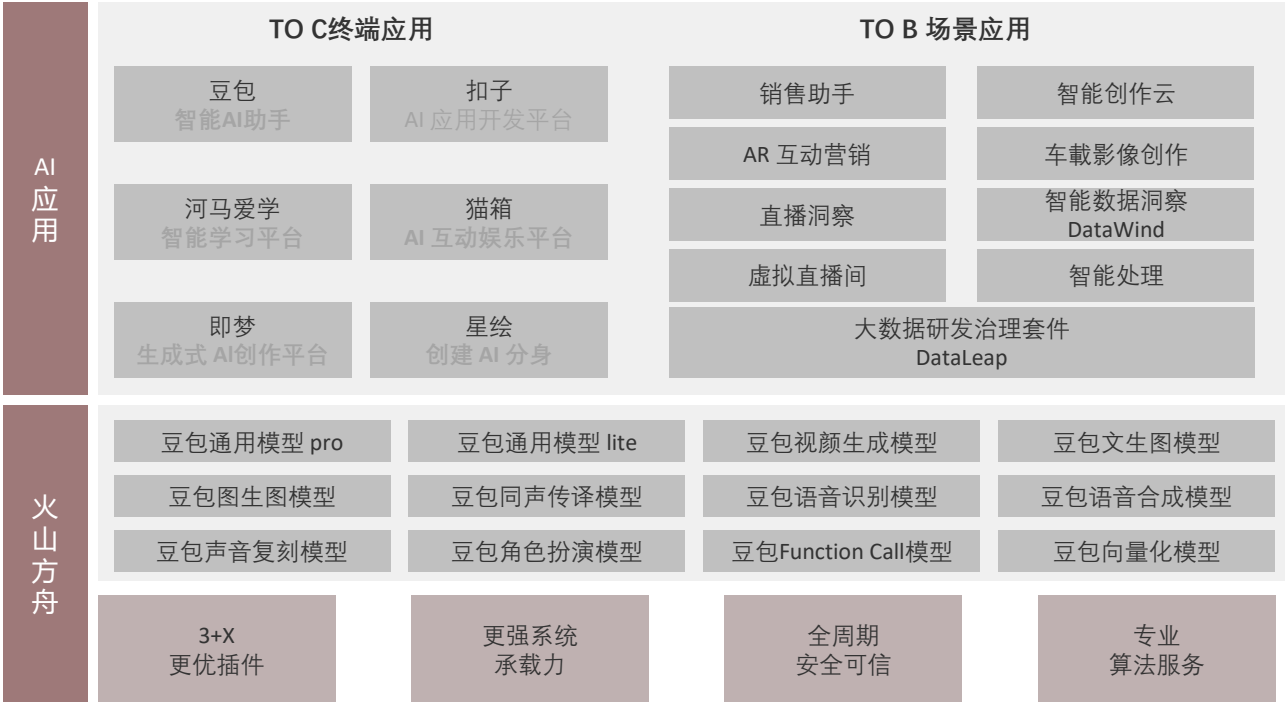 AI
应
用
TO C终端应用
豆包
智能AI助手
扣子
AI 应用开发平台
河马爱学
智能学习平台
猫箱
AI 互动娱乐平台
即梦
生成式 AI创作平台
星绘
创建 AI 分身
TO B 场景应用
销售助手
智能创作云
AR 互动营销
车載影像创作
直播洞察
智能数据洞察
DataWind
虚拟直播间
智能处理
大数据研发治理套件
DataLeap
火
山
方
舟
豆包通用模型 pro
豆包通用模型 lite
豆包视颜生成模型
豆包文生图模型
豆包图生图模型
豆包同声传译模型
豆包语音识别模型
豆包语音合成模型
豆包声音复刻模型
豆包角色扮演模型
豆包Function Call模型
豆包向量化模型
3+X
更优插件
更强系统
承载力
全周期
安全可信
专业
算法服务